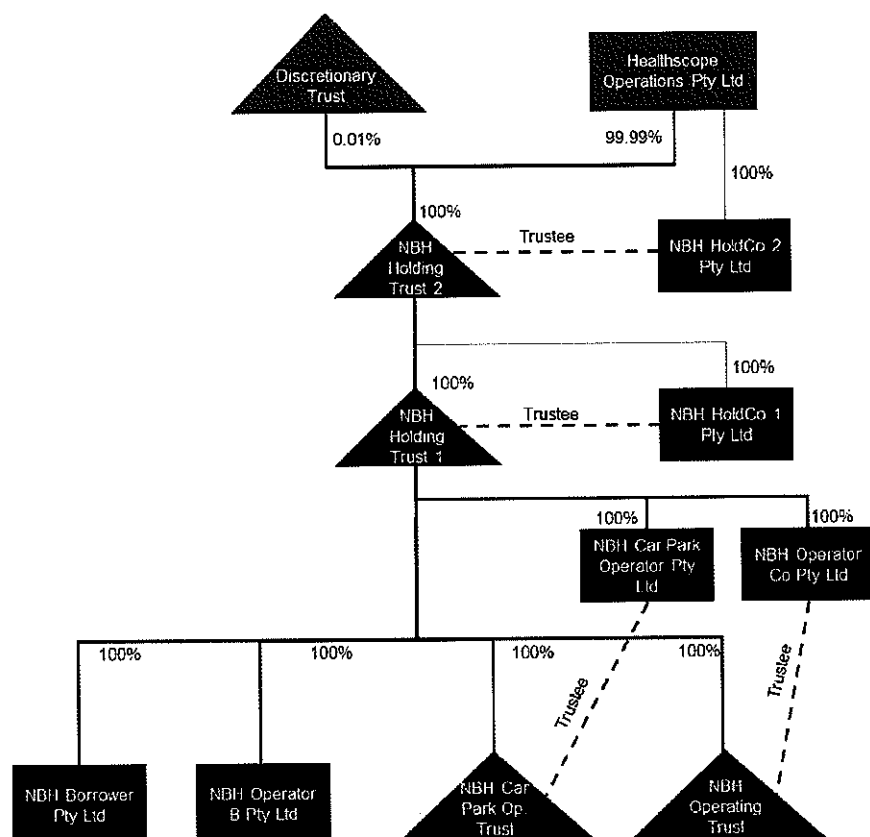 Discretionary
Trust
Healthscope
Operations Pty Ltd
0.01%
99.99%
100%
100%
NBH
Holding
Trust 2
Trustee
NBH HoldCo 2
Pty Ltd
100%
100%
NBH
Holding
Trust 1
Trustee
NBH HoldCo 1
Pty Ltd
100%
100%
NBH Car Park
Operator Pty
Ltd
NBH Operator
Co Pty Ltd
100%
100%
100%
100%
Trustee
Trustee
NBH Borrower
Pty Ltd
NBH Operator
B Pty Ltd
NBH Car
Park Op.
Trust
NBH
Operating
Trust